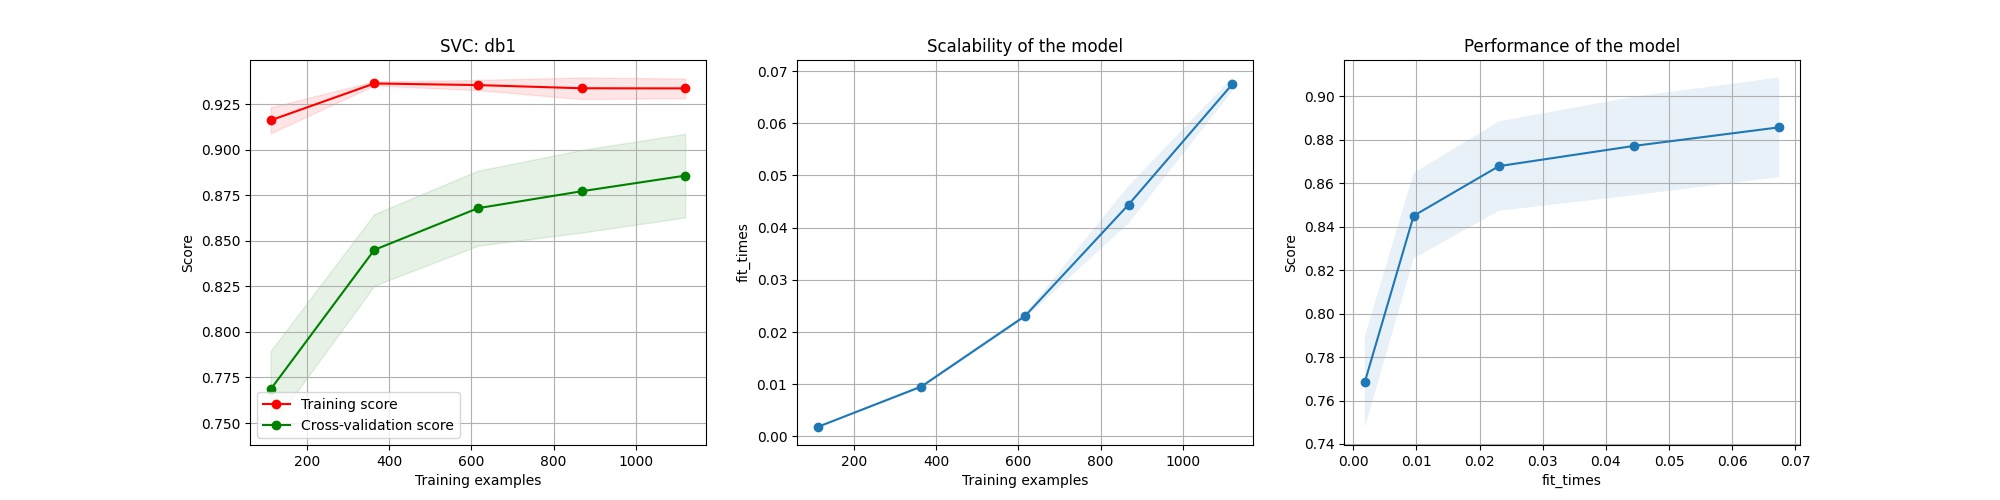 SVC: db1
Score
0.925
0.900
0.875
0.850
0.825
0.800
0.775
0.750
Training score
Cross-validation score
200 400 600 800 1000
Training examples
Scalability of the model
fit_times
0.07
0.06
0.05
0.04
0.03
0.02
0.01
0.00
200 400 600 800 1000
Training examples
Performance of the model
Score
0.90
0.88
0.86
0.84
0.82
0.80
0.78
0.76
0.74
0.00 0.01 0.02 0.03 0.04 0.05 0.06 0.07
fit_times